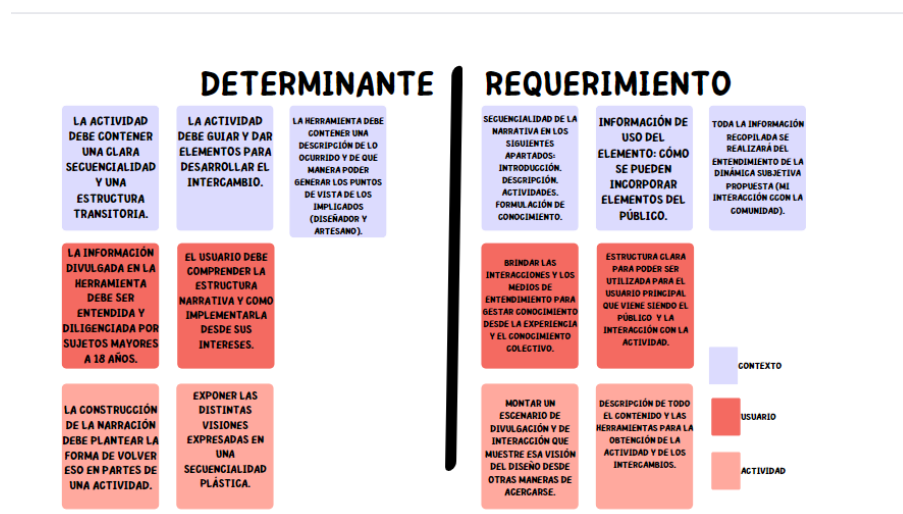 DETERMINANTE
REQUERIMIENTO
LA ACTIVIDAD
DEBE CONTENER
UNA CLARA
SECUENCIALIDAD
Y UNA
ESTRUCTURA
TRANSITORIA.
LA ACTIVIDAD
DEBE GUIAR Y DAR
ELEMENTOS PARA
DESARROLLAR EL
INTERCAMBIO.
LA HERRAMIENTA DEBE
CONTENER UNA
DESCRIPCIÓN DE LO
OCURRIDO Y DE QUE
MANERA PODER
GENERAR LOS PUNTOS
DE VISTA DE LOS
IMPLICADOS
(DISEÑADOR Y
ARTESANO).
SECUENCIALIDAD DE LA
NARRATIVA EN LOS
SIGUIENTES
APARTADOS:
INTRODUCCIÓN.
DESCRIPCIÓN.
ACTIVIDADES.
FORMULACIÓN DE
CONOCIMIENTO.
INFORMACIÓN DE
USO DEL
ELEMENTO: CÓMO
SE PUEDEN
INCORPORAR
ELEMENTOS DEL
PÚBLICO.
TODA LA INFORMACIÓN
RECOPILADA SE
REALIZARÁ DEL
ENTENDIMIENTO DE LA
DINÁMICA SUBJETIVA
PROPUESTA (MI
INTERACCIÓN CCON LA
COMUNIDAD).
LA INFORMACIÓN
DIVULGADA EN LA
HERRAMIENTA
DEBE SER
ENTENDIDA Y
DILIGENCIADA POR
SUJETOS MAYORES
A 18 AÑOS.
EL USUARIO DEBE
COMPRENDER LA
ESTRUCTURA
NARRATIVA Y COMO
IMPLEMENTARLA
DESDE SUS
INTERESES.
BRINDAR LAS
INTERACCIONES Y LOS
MEDIOS DE
ENTENDIMIENTO PARA
GESTAR CONOCIMIENTO
DESDE LA EXPERIENCIA
Y EL CONOCIMIENTO
COLECTIVO.
ESTRUCTURA CLARA
PARA PODER SER
UTILIZADA PARA EL
USUARIO PRINCIPAL
QUE VIENE SIENDO EL
PÚBLICO Y LA
INTERACCIÓN CON LA
ACTIVIDAD.
LA CONSTRUCCIÓN
DE LA NARRACIÓN
DEBE PLANTEAR LA
FORMA DE VOLVER
ESO EN PARTES DE
UNA ACTIVIDAD.
EXPONER LAS
DISTINTAS
VISIONES
EXPRESADAS EN
UNA
SECUENCIALIDAD
PLÁSTICA.
MONTAR UN
ESCENARIO DE
DIVULGACIÓN Y DE
INTERACCIÓN QUE
MUESTRE ESA VISIÓN
DEL DISEÑO DESDE
OTRAS MANERAS DE
ACERCARSE.
DESCRIPCIÓN DE TODO
EL CONTENIDO Y LAS
HERRAMIENTAS PARA LA
OBTENCIÓN DE LA
ACTIVIDAD Y DE LOS
INTERCAMBIOS.
CONTEXTO
USUARIO
ACTIVIDAD